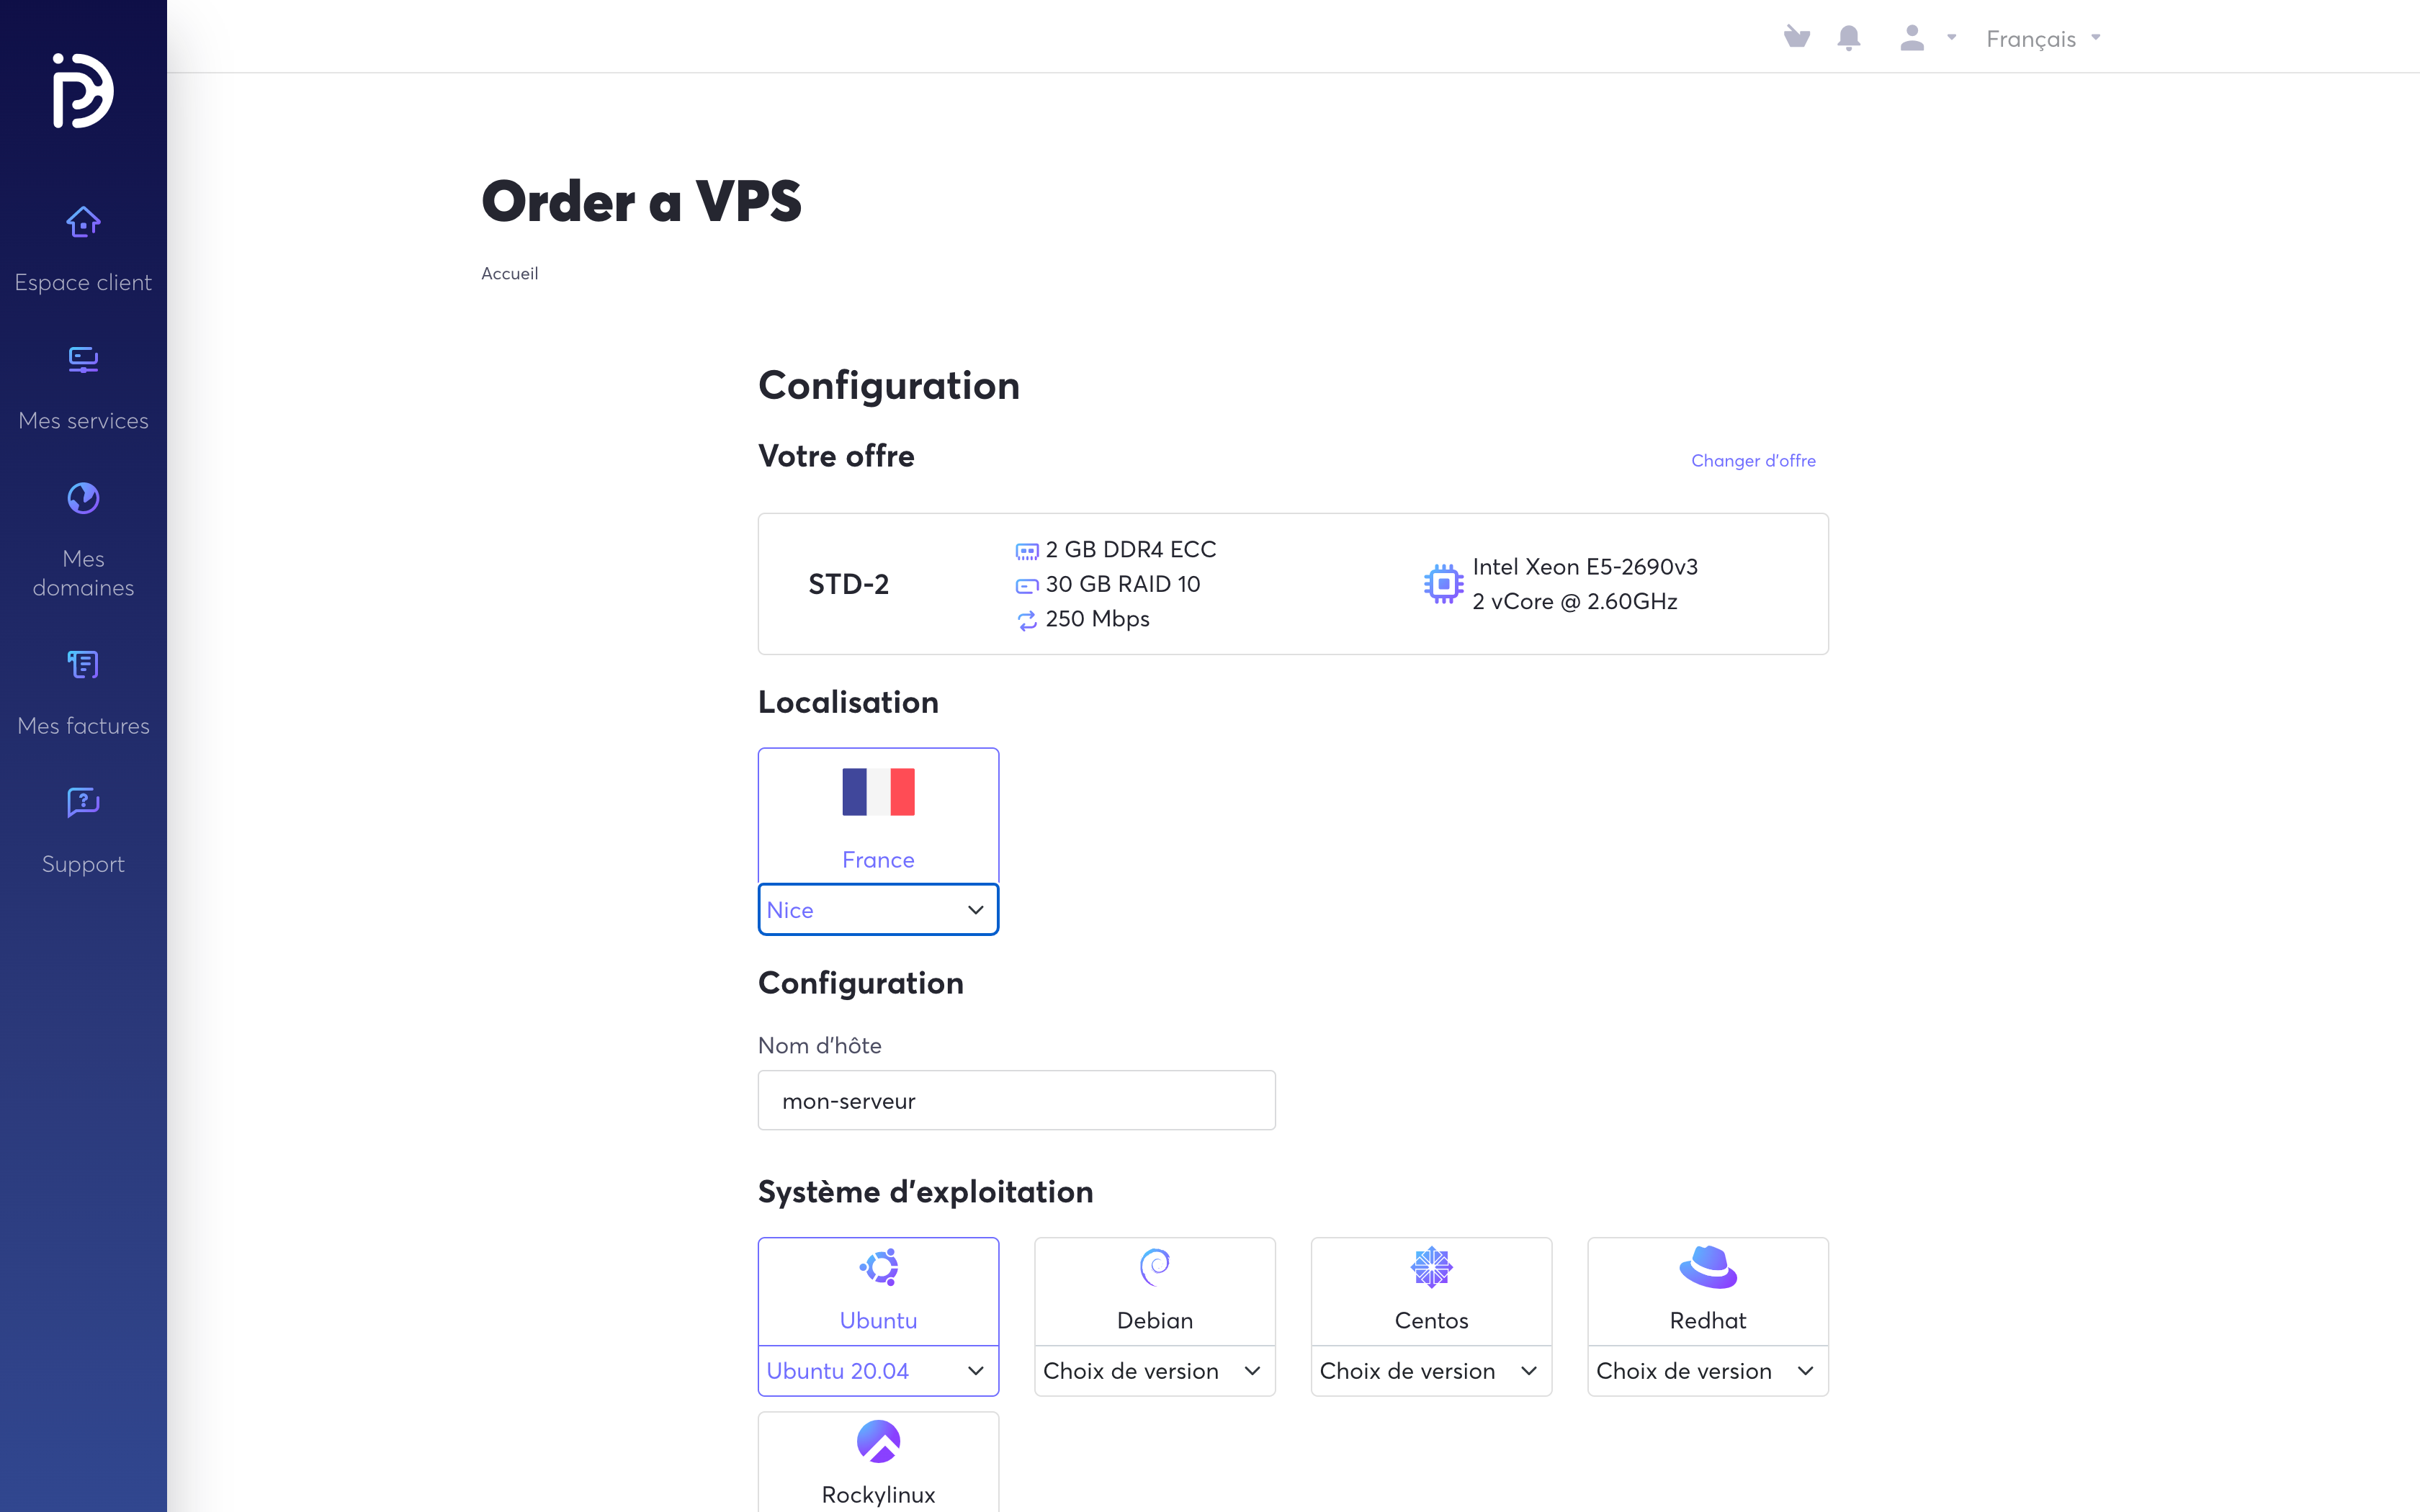 Français
Espace client
Mes services
Mes
domaines
Mes factures
Support
Order a VPS
Accueil
Configuration
Votre offre
Changer d'offre
STD-2
2 GB DDR4 ECC
30 GB RAID 10
250 Mbps
Intel Xeon E5-2690v3
2 vCore @ 2.60GHz
Localisation
France
Nice
Configuration
Nom d'hôte
mon-serveur
Système d'exploitation
Ubuntu
Ubuntu 20.04
Debian
Choix de version
Centos
Choix de version
Redhat
Choix de version
Rockylinux